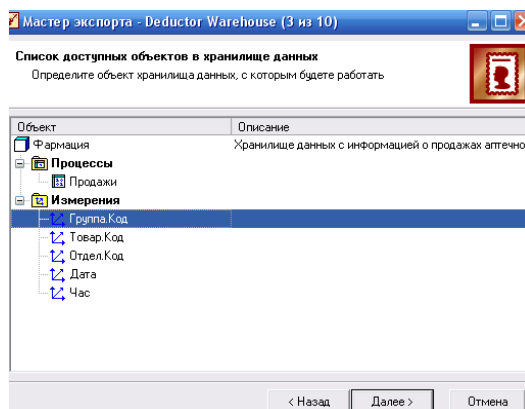 Мастер экспорта - Deductor Warehouse (3 из 10)
Список доступных объектов в хранилище данных
Определите объект хранилища данных, с которым будете работать
Объект Описание
Фармация Хранилище данных с информацией о продажах аптечно
Процессы
Продажи
Измерения
Группа.Код
Товар.Код
Отдел.Код
Дата
Час
< Назад Далее > Отмена